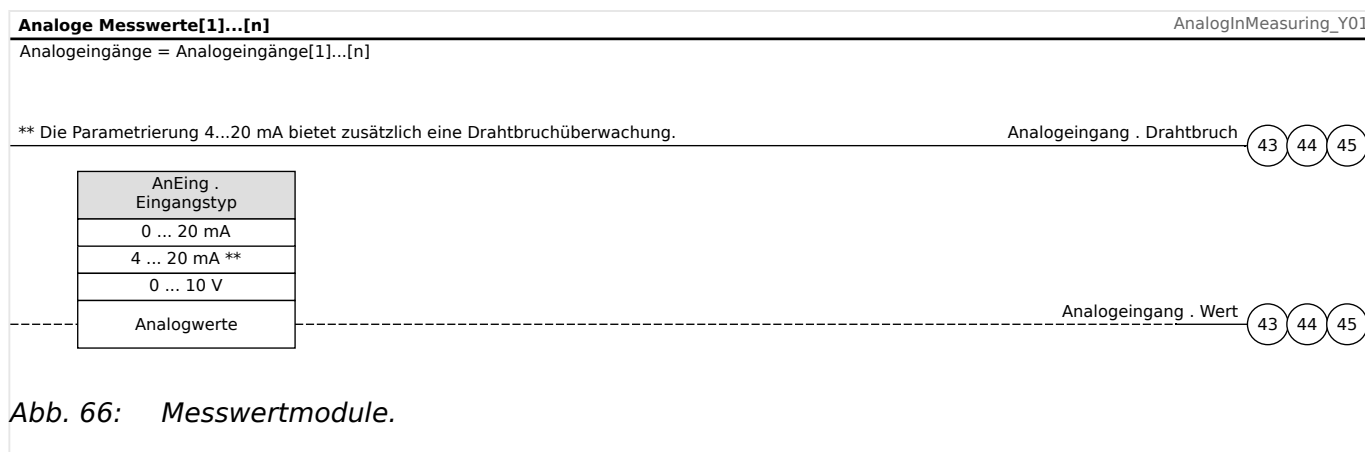 Analoge Messwerte[1]...[n]
AnalogInMeasuring_Y01
Analogeingänge = Analogeingänge[1]...[n]
** Die Parametrierung 4...20 mA bietet zusätzlich eine Drahtbruchüberwachung.
Analogeingang . Drahtbruch
43 44 45
AnEing .
Eingangstyp
0 ... 20 mA
4 ... 20 mA **
0 ... 10 V
Analogwerte
Analogeingang . Wert
43 44 45
Abb. 66: Messwertmodule.